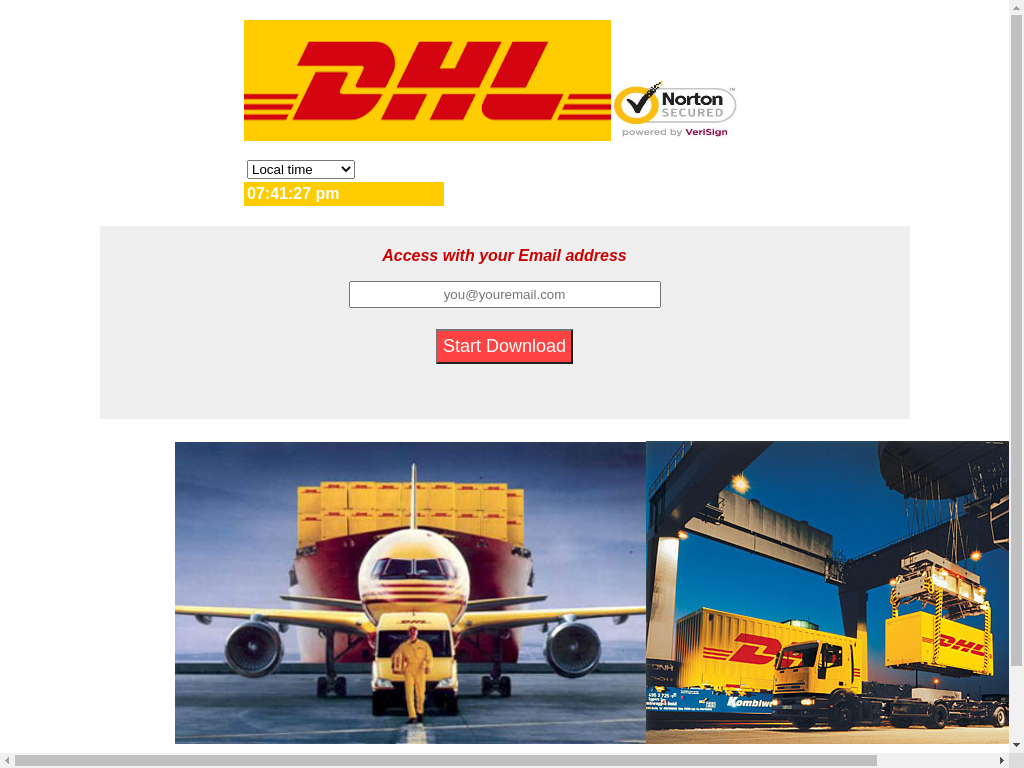 DHL
Norton
SECURED
powered by VeriSign
Local time
07:41:27 pm
Access with your Email address
you@youremail.com
Start Download
DHL
DHL
DHL
Kombiw